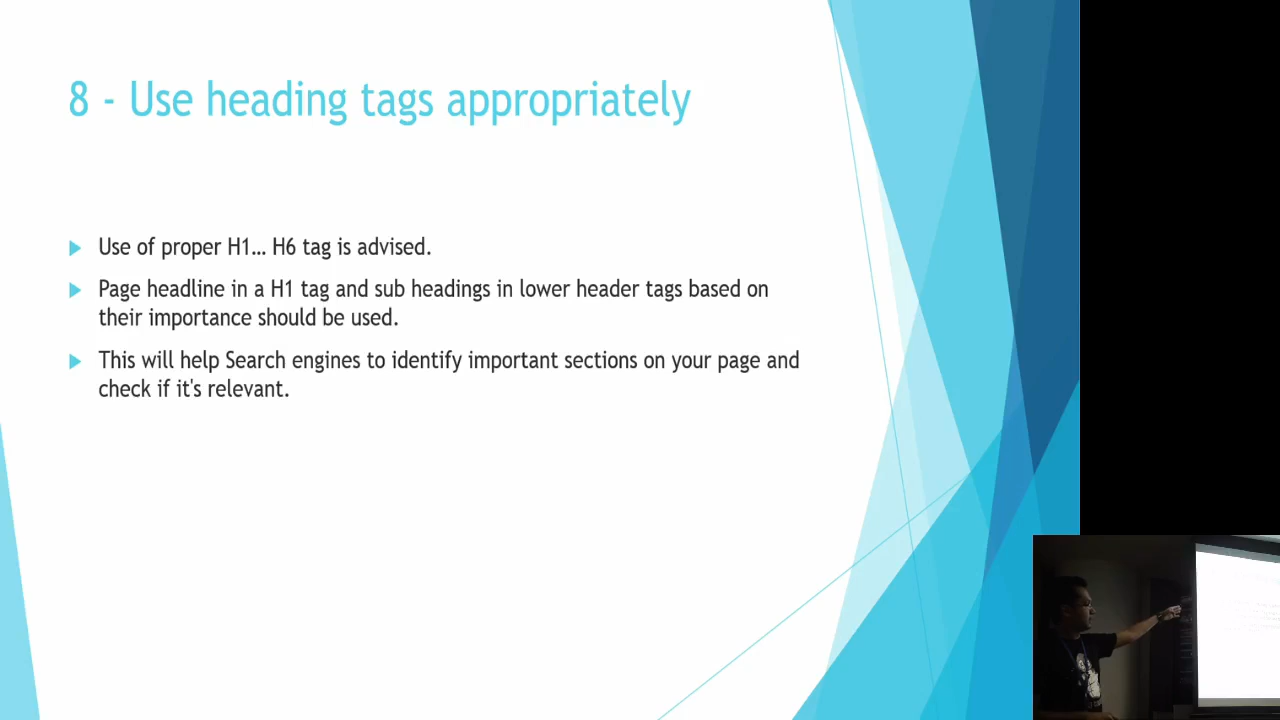 8 - Use heading tags appropriately
Use of proper H1... H6 tag is advised.
Page headline in a H1 tag and sub headings in lower header tags based on
their importance should be used.
This will help Search engines to identify important sections on your page and
check if it's relevant.